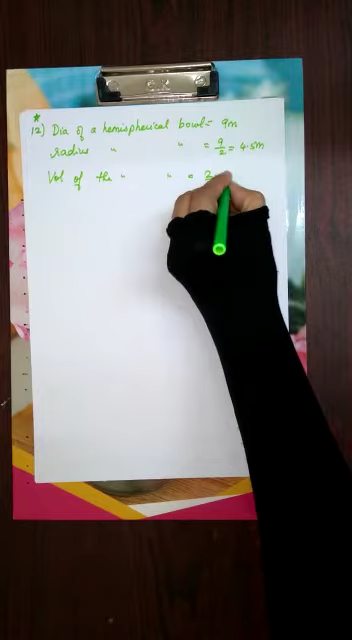 *
12) Dia of a hemispherical bowl = 9m
radius " " = 9/2 = 4.5m
Vol of the " " = 2